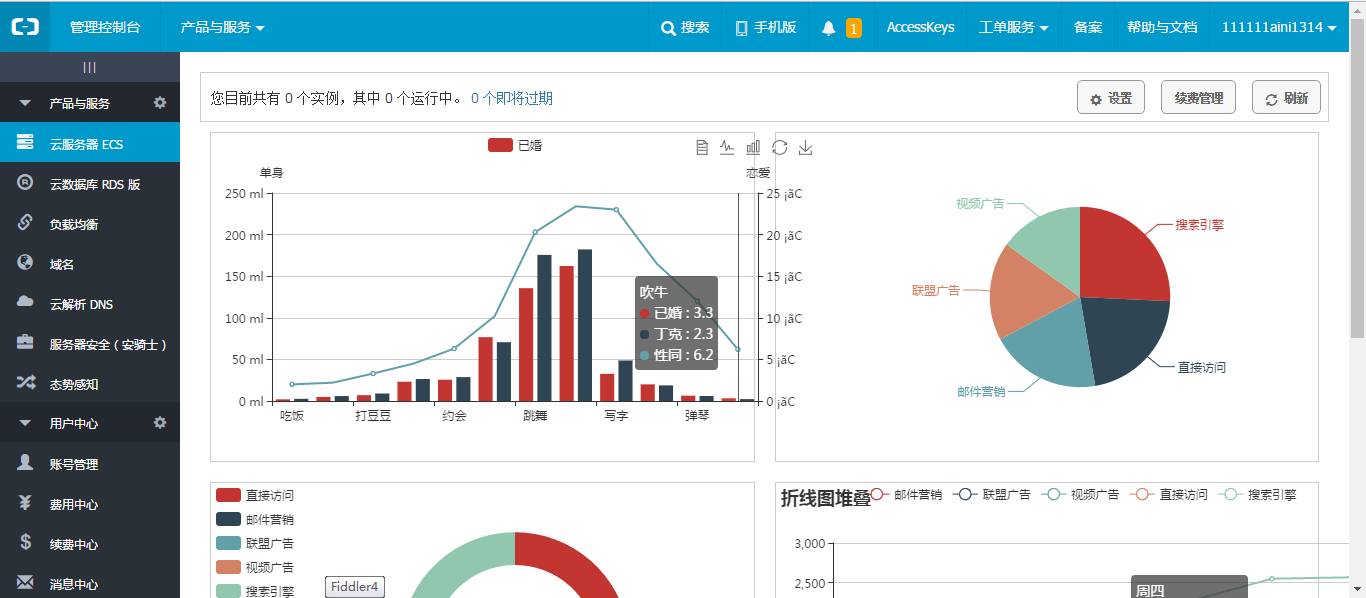 管理控制台 产品与服务 搜索 手机版 1 AccessKeys 工单服务 备案 帮助与文档 111111aini1314
产品与服务
云服务器 ECS
云数据库 RDS 版
负载均衡
域名
云解析 DNS
服务器安全 ( 安骑士 )
态势感知
用户中心
账号管理
费用中心
续费中心
消息中心
您目前共有 0 个实例，其中 0 个运行中。 0 个即将过期 设置 续费管理 刷新
已婚
单身 恋爱
250 ml 25 ¡ãC
200 ml 20 ¡ãC
150 ml 15 ¡ãC
100 ml 10 ¡ãC
50 ml 5 ¡ãC
0 ml 0 ¡ãC
吹牛
已婚 : 3.3
丁克 : 2.3
性同 : 6.2
吃饭 打豆豆 约会 跳舞 写字 弹琴
视频广告
搜索引擎
联盟广告
直接访问
邮件营销
直接访问
邮件营销
联盟广告
视频广告
搜索引擎
Fiddler4
折线图堆叠 邮件营销 联盟广告 视频广告 直接访问 搜索引擎
3,000
2,500
周四